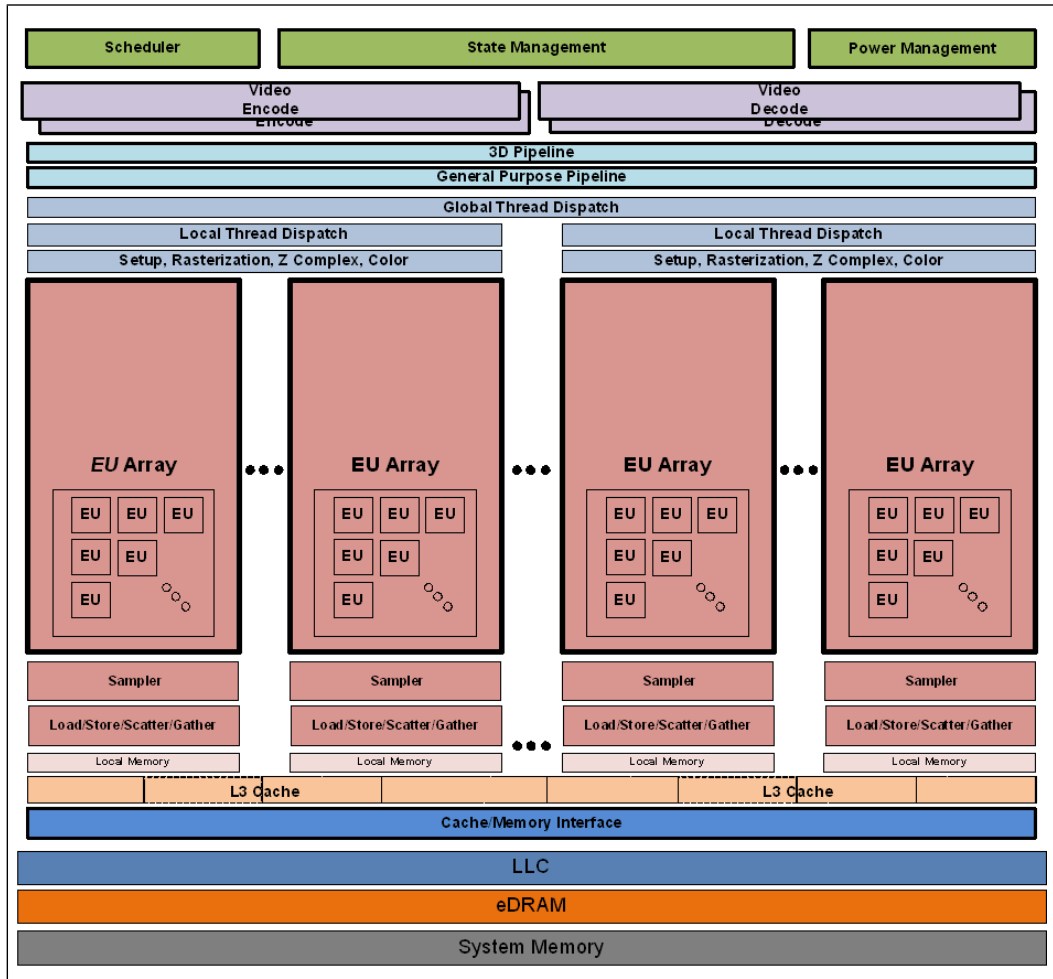 Scheduler
State Management
Power Management
Video
Encode
Encode
Video
Decode
Decode
3D Pipeline
General Purpose Pipeline
Global Thread Dispatch
Local Thread Dispatch
Local Thread Dispatch
Setup, Rasterization, Z Complex, Color
Setup, Rasterization, Z Complex, Color
EU Array
EU Array
EU Array
EU Array
EU EU EU
EU EU EU
EU EU EU
EU EU EU
EU EU
EU EU
EU EU
EU EU
EU
EU
EU
EU
Sampler
Sampler
Sampler
Sampler
Load/Store/Scatter/Gather
Load/Store/Scatter/Gather
Load/Store/Scatter/Gather
Load/Store/Scatter/Gather
Local Memory
Local Memory
Local Memory
Local Memory
L3 Cache
L3 Cache
Cache/Memory Interface
LLC
eDRAM
System Memory